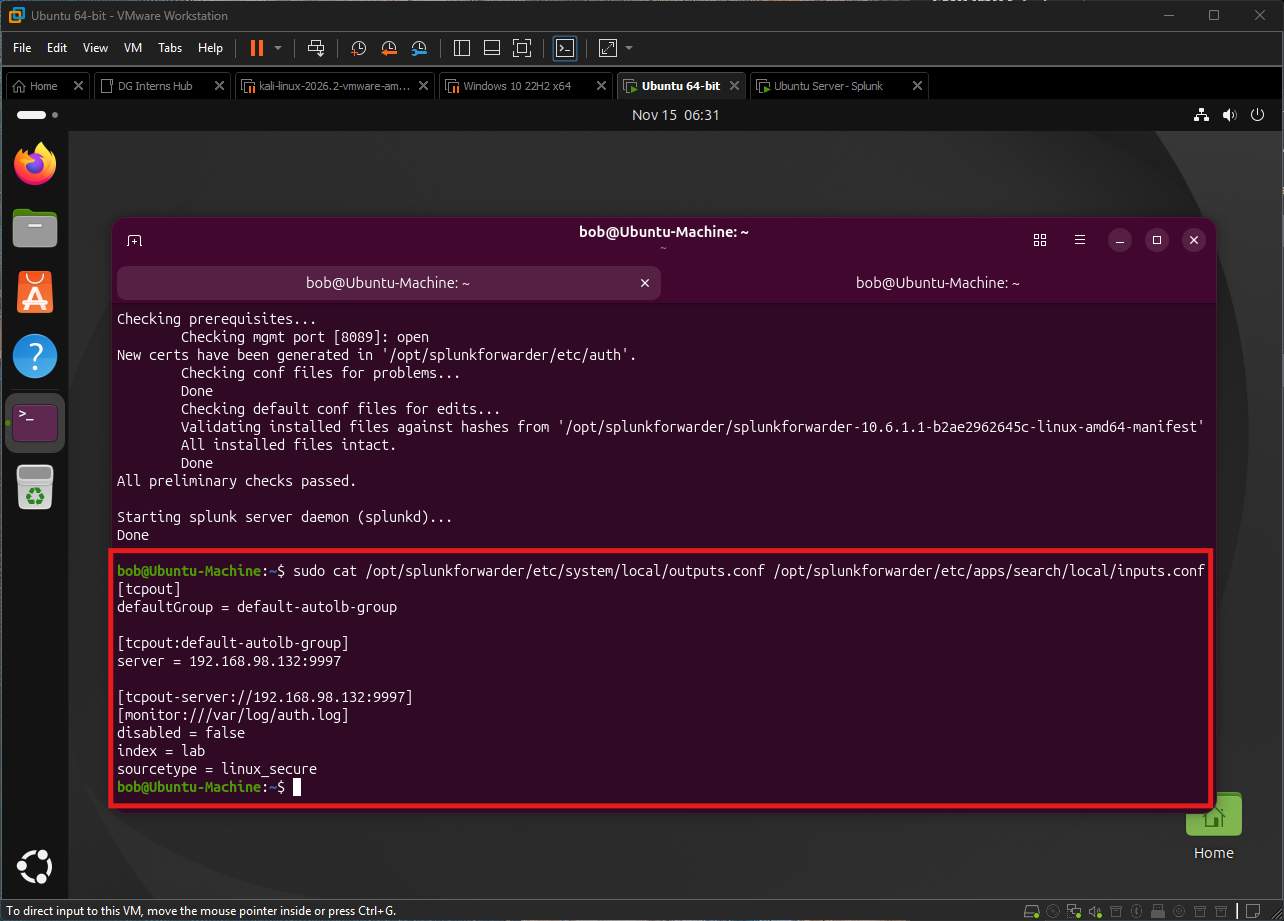 Ubuntu 64-bit - VMware Workstation
File Edit View VM Tabs Help
Home DG Interns Hub kali-linux-2026.2-vmware-am... Windows 10 22H2 x64 Ubuntu 64-bit Ubuntu Server- Splunk
Nov 15 06:31
bob@Ubuntu-Machine: ~
~
bob@Ubuntu-Machine: ~ bob@Ubuntu-Machine: ~
Checking prerequisites...
Checking mgmt port [8089]: open
New certs have been generated in '/opt/splunkforwarder/etc/auth'.
Checking conf files for problems...
Done
Checking default conf files for edits...
Validating installed files against hashes from '/opt/splunkforwarder/splunkforwarder-10.6.1.1-b2ae2962645c-linux-amd64-manifest'
All installed files intact.
Done
All preliminary checks passed.
Starting splunk server daemon (splunkd)...
Done
bob@Ubuntu-Machine:~$ sudo cat /opt/splunkforwarder/etc/system/local/outputs.conf /opt/splunkforwarder/etc/apps/search/local/inputs.conf
[tcpout]
defaultGroup = default-autolb-group
[tcpout:default-autolb-group]
server = 192.168.98.132:9997
[tcpout-server://192.168.98.132:9997]
[monitor:///var/log/auth.log]
disabled = false
index = lab
sourcetype = linux_secure
bob@Ubuntu-Machine:~$
Home
To direct input to this VM, move the mouse pointer inside or press Ctrl+G.